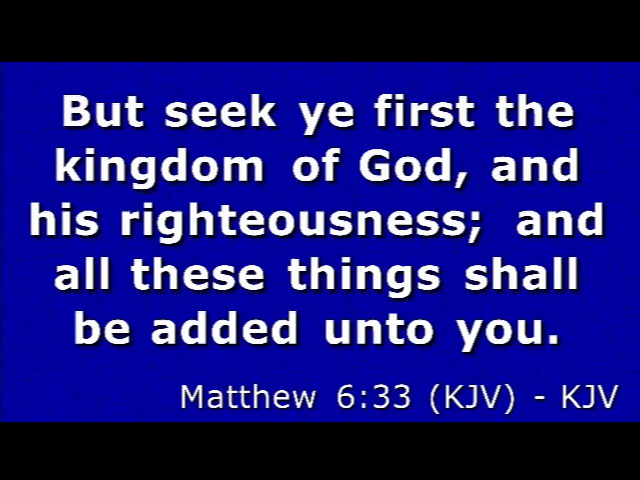 But seek ye first the
kingdom of God, and
his righteousness; and
all these things shall
be added unto you.
Matthew 6:33 (KJV) - KJV